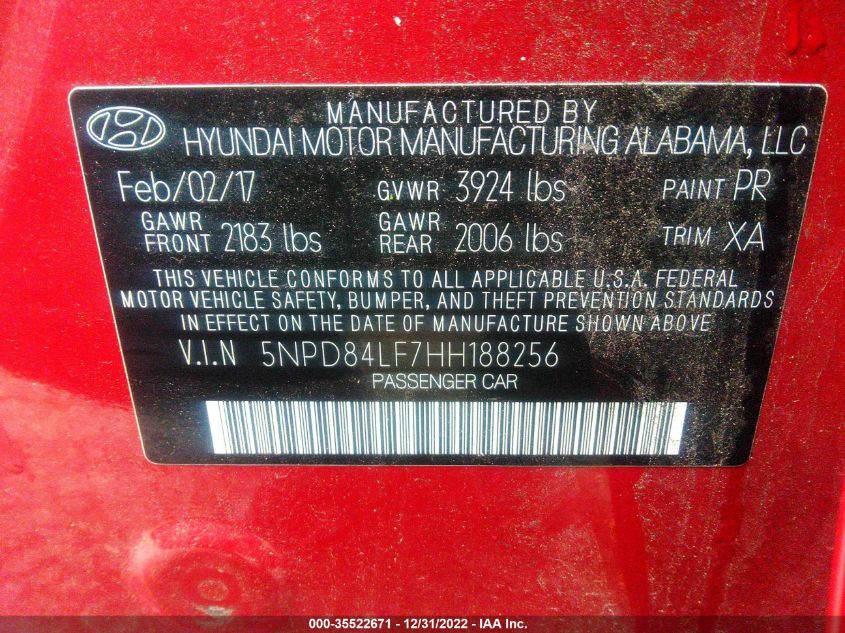 MANUFACTURED BY
HYUNDAI MOTOR MANUFACTURING ALABAMA, LLC
Feb/02/17 GVWR 3924 lbs PAINT PR
GAWR FRONT 2183 lbs GAWR REAR 2006 lbs TRIM XA
THIS VEHICLE CONFORMS TO ALL APPLICABLE U.S.A. FEDERAL
MOTOR VEHICLE SAFETY, BUMPER, AND THEFT PREVENTION STANDARDS
IN EFFECT ON THE DATE OF MANUFACTURE SHOWN ABOVE
V.I.N 5NPD84LF7HH188256
PASSENGER CAR
000-35522671 - 12/31/2022 - IAA Inc.